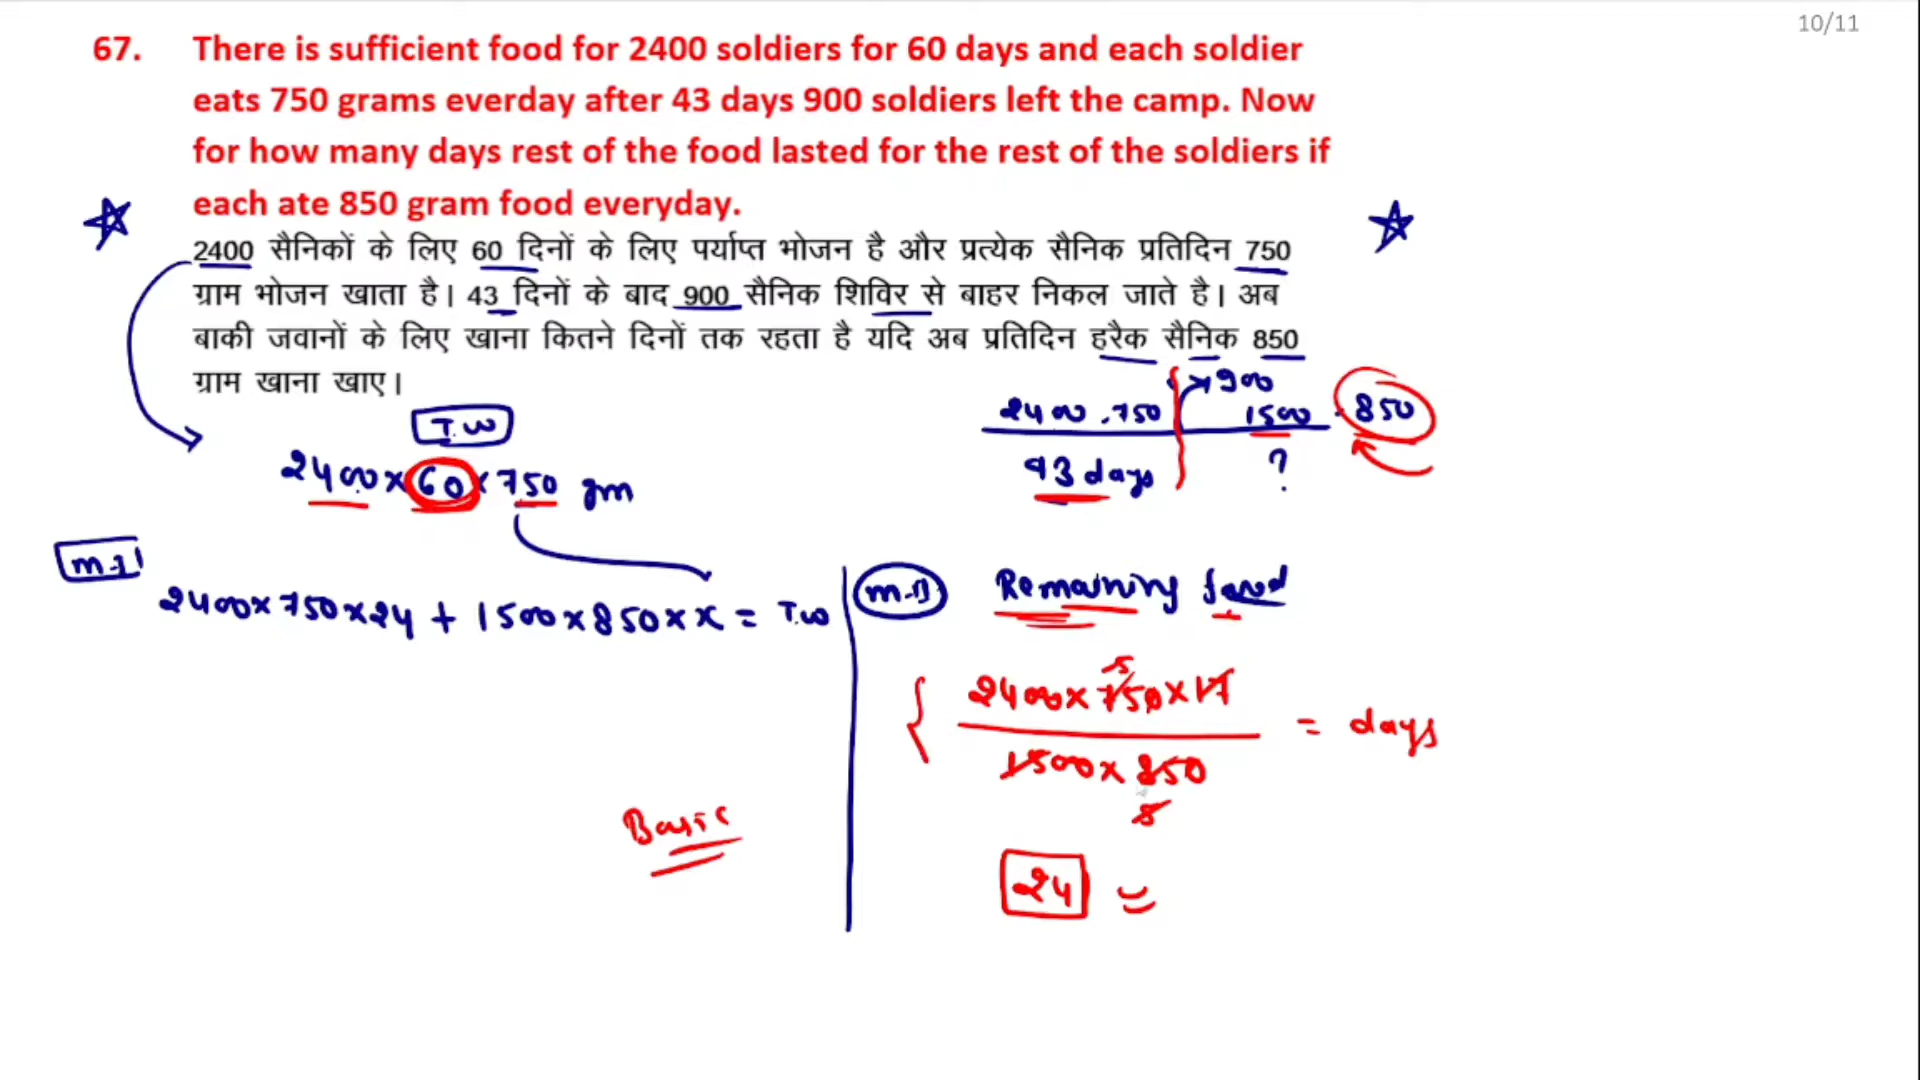 10/11
67. There is sufficient food for 2400 soldiers for 60 days and each soldier
eats 750 grams everday after 43 days 900 soldiers left the camp. Now
for how many days rest of the food lasted for the rest of the soldiers if
each ate 850 gram food everyday.
2400 सैनिकों के लिए 60 दिनों के लिए पर्याप्त भोजन है और प्रत्येक सैनिक प्रतिदिन 750
ग्राम भोजन खाता है। 43 दिनों के बाद 900 सैनिक शिविर से बाहर निकल जाते है। अब
बाकी जवानों के लिए खाना कितने दिनों तक रहता है यदि अब प्रतिदिन हरैक सैनिक 850
ग्राम खाना खाए।
900
2400 . 750 1500 . 850
43 days ?
T.W
2400 × 60 × 750 gm
m-I
2400 × 750 × 24 + 1500 × 850 × x = T.W
m-II Remaining food
5
2400 × 750 × 17
= days
1500 × 850
5
Basic
24 =